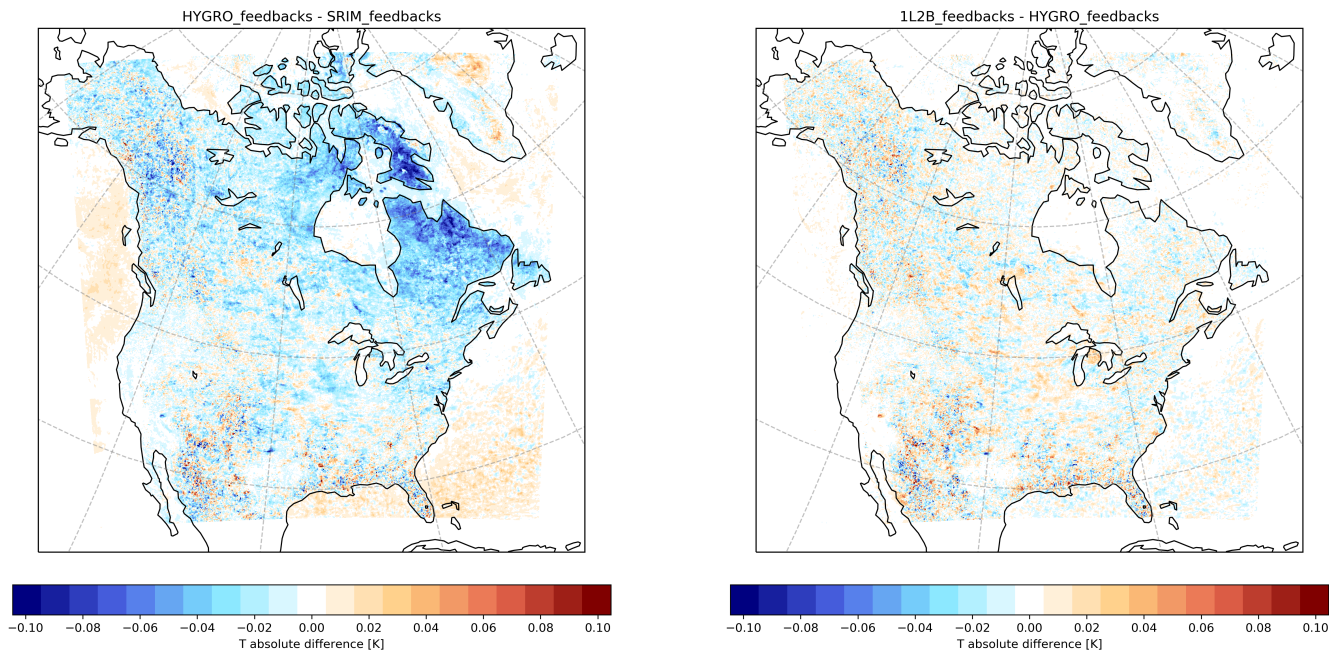 HYGRO_feedbacks - SRIM_feedbacks
1L2B_feedbacks - HYGRO_feedbacks
−0.10 −0.08 −0.06 −0.04 −0.02 0.00 0.02 0.04 0.06 0.08 0.10
T absolute difference [K]
−0.10 −0.08 −0.06 −0.04 −0.02 0.00 0.02 0.04 0.06 0.08 0.10
T absolute difference [K]